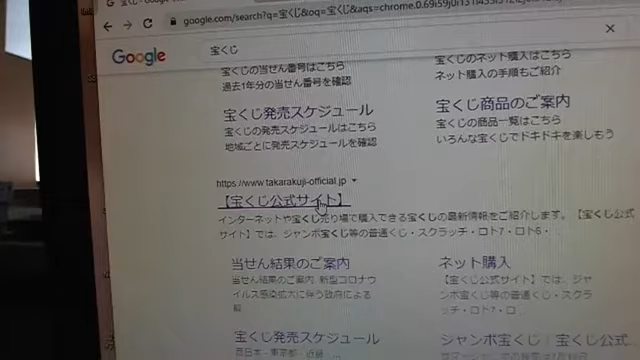 google.com/search?q=宝くじ&oq=宝くじ&aqs=chrome.0.69i59j0i131i433i512l2j0i
Google
宝くじ
宝くじの当せん番号はこちら
過去1年分の当せん番号を確認
宝くじのネット購入はこちら
ネット購入の手順もご紹介
宝くじ発売スケジュール
宝くじの発売スケジュールはこちら
地域ごとに発売スケジュールを確認
宝くじ商品のご案内
宝くじの商品一覧はこちら
いろんな宝くじでドキドキを楽しもう
https://www.takarakuji-official.jp
【宝くじ公式サイト】
インターネットや宝くじ売り場で購入できる宝くじの最新情報をご紹介します。【宝くじ公式
サイト】では、ジャンボ宝くじ等の普通くじ・スクラッチ・ロト7・ロト6・
当せん結果のご案内
当せん結果のご案内 新型コロナウ
イルス感染拡大に伴う政府による
ネット購入
【宝くじ公式サイト】では、ジャ
ンボ宝くじ等の普通くじ・スクラ
ッチ・ロト7・ロ
宝くじ発売スケジュール
西日本・東京都・近畿 ...
ジャンボ宝くじ | 宝くじ公式...